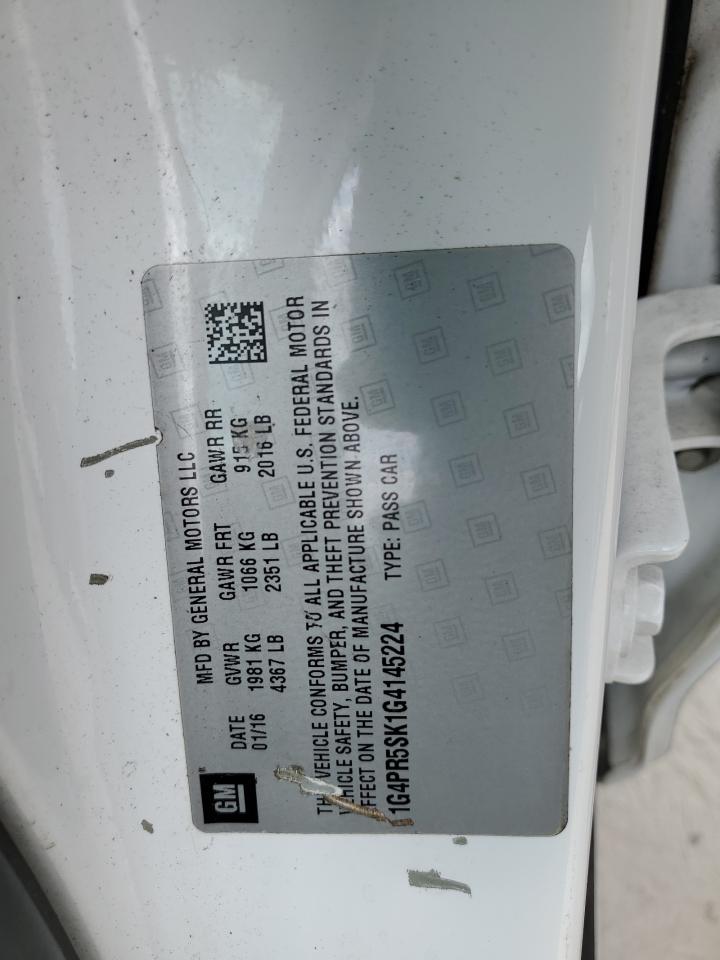 GM
MFD BY GENERAL MOTORS LLC
DATE GVWR GAWR FRT GAWR RR
01/16 1981 KG 1066 KG 915 KG
4367 LB 2351 LB 2016 LB
THIS VEHICLE CONFORMS TO ALL APPLICABLE U.S. FEDERAL MOTOR
VEHICLE SAFETY, BUMPER, AND THEFT PREVENTION STANDARDS IN
EFFECT ON THE DATE OF MANUFACTURE SHOWN ABOVE.
1G4PR5SK1G4145224 TYPE: PASS CAR